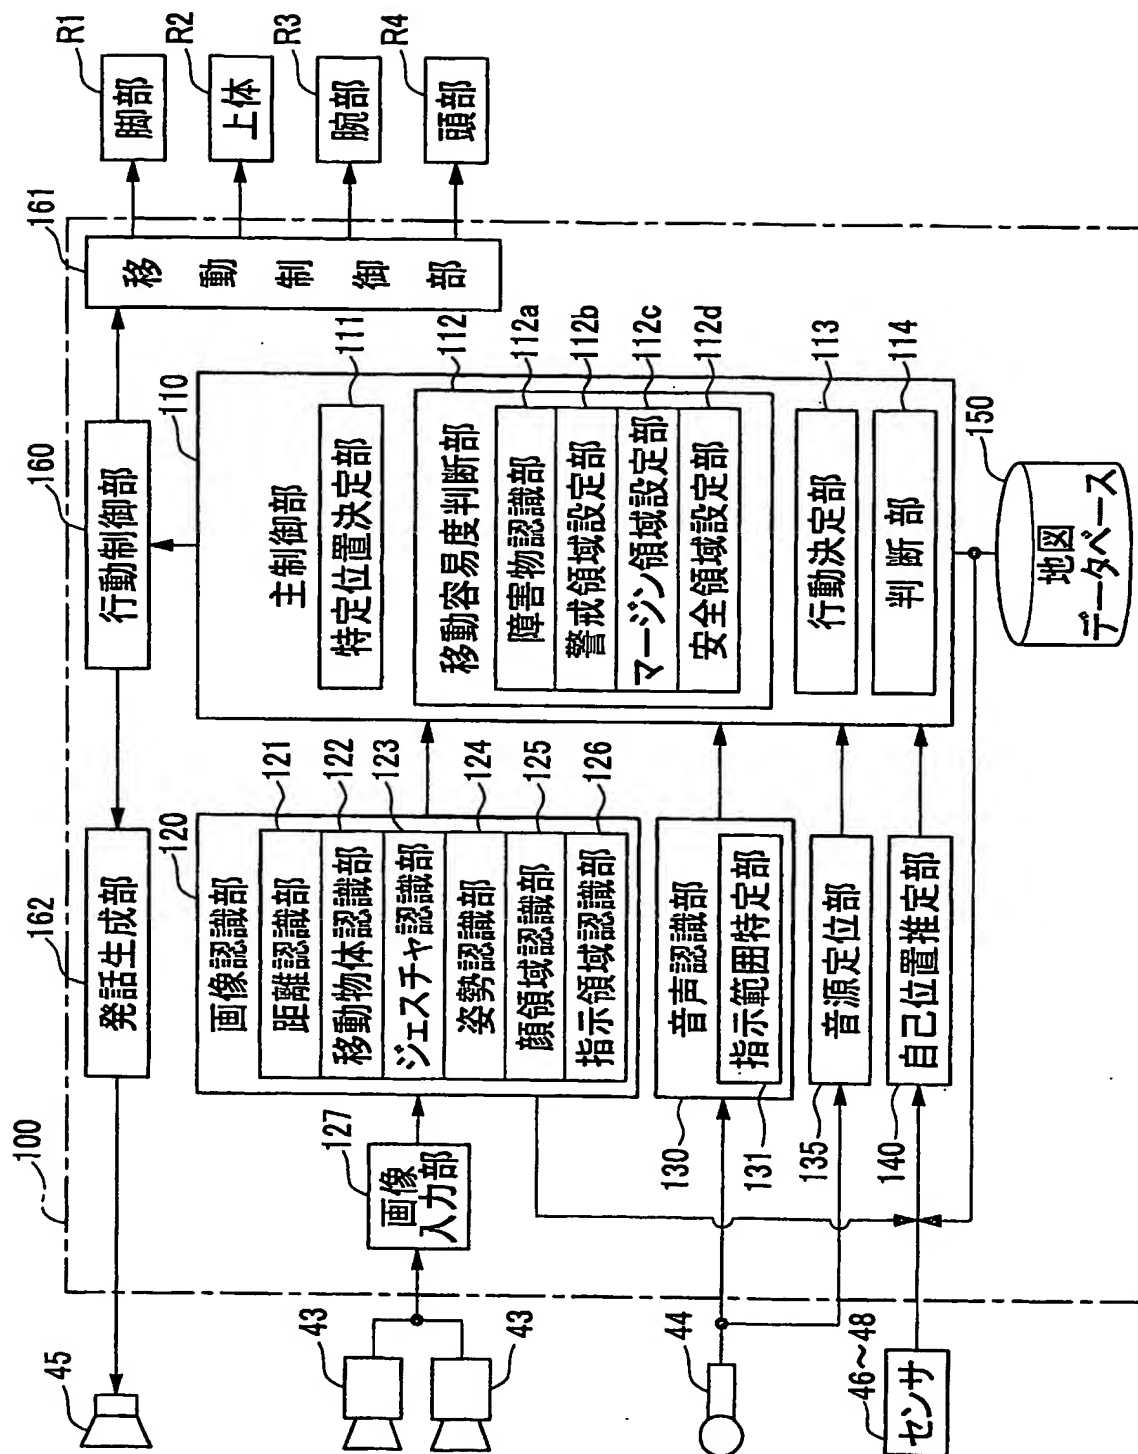 100
45
162
発話生成部
160
行動制御部
161
移動制御部
R1
脚部
R2
上体
R3
腕部
R4
頭部
43
43
127
画像
入力部
120
画像認識部
121
距離認識部
122
移動物体認識部
123
ジェスチャ認識部
124
姿勢認識部
125
顔領域認識部
126
指示領域認識部
110
主制御部
111
特定位置決定部
112
移動容易度判断部
112a
障害物認識部
112b
警戒領域設定部
112c
マージン領域設定部
112d
安全領域設定部
113
行動決定部
114
判断部
44
130
音声認識部
131
指示範囲特定部
135
音源定位部
46〜48
センサ
140
自己位置推定部
150
地図
データベース